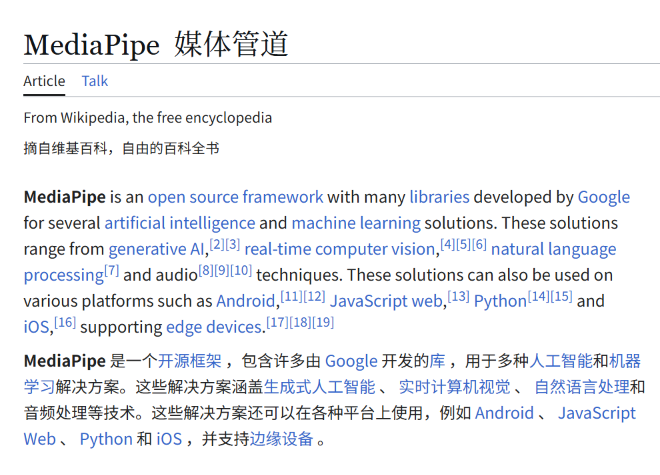 MediaPipe 媒体管道
Article Talk
From Wikipedia, the free encyclopedia
摘自维基百科，自由的百科全书
MediaPipe is an open source framework with many libraries developed by Google
for several artificial intelligence and machine learning solutions. These solutions
range from generative AI,[2][3] real-time computer vision,[4][5][6] natural language
processing[7] and audio[8][9][10] techniques. These solutions can also be used on
various platforms such as Android,[11][12] JavaScript web,[13] Python[14][15] and
iOS,[16] supporting edge devices.[17][18][19]
MediaPipe 是一个开源框架 ，包含许多由 Google 开发的库 ，用于多种人工智能和机器
学习解决方案。这些解决方案涵盖生成式人工智能 、 实时计算机视觉 、 自然语言处理和
音频处理等技术。这些解决方案还可以在各种平台上使用，例如 Android 、 JavaScript
Web 、 Python 和 iOS ，并支持边缘设备 。